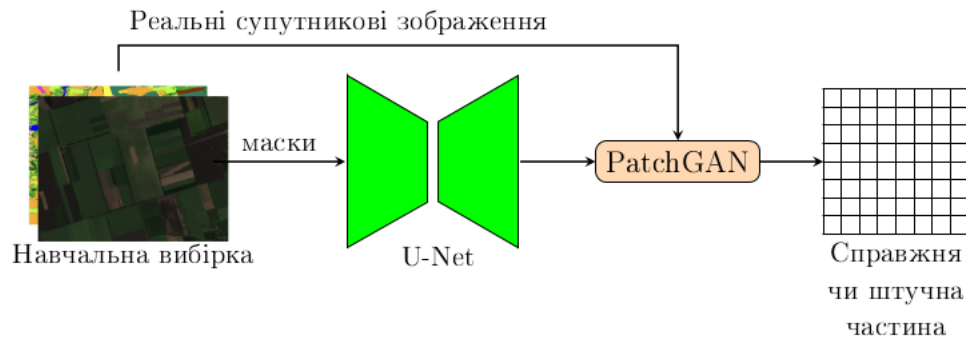 Реальні супутникові зображення
маски
PatchGAN
Навчальна вибірка
U-Net
Справжня
чи штучна
частина